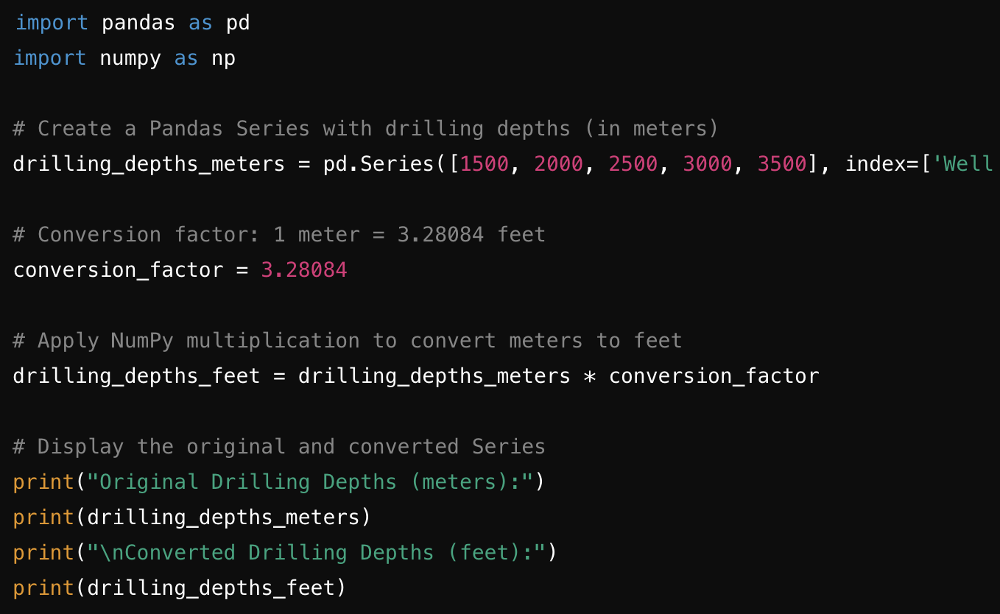 import pandas as pd
import numpy as np
# Create a Pandas Series with drilling depths (in meters)
drilling_depths_meters = pd.Series([1500, 2000, 2500, 3000, 3500], index=['Well
# Conversion factor: 1 meter = 3.28084 feet
conversion_factor = 3.28084
# Apply NumPy multiplication to convert meters to feet
drilling_depths_feet = drilling_depths_meters * conversion_factor
# Display the original and converted Series
print("Original Drilling Depths (meters):")
print(drilling_depths_meters)
print("\nConverted Drilling Depths (feet):")
print(drilling_depths_feet)